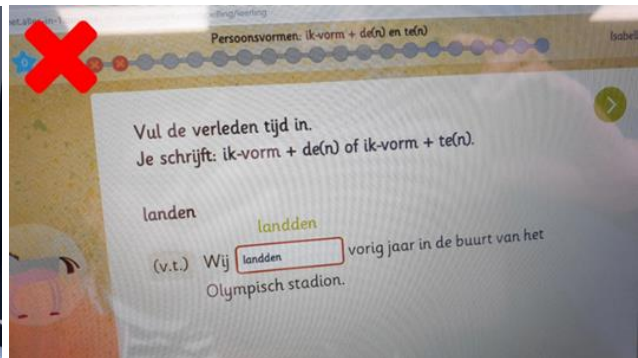 Persoonsvormen: ik-vorm + de(n) en te(n)
0
Vul de verleden tijd in.
Je schrijft: ik-vorm + de(n) of ik-vorm + te(n).
landen
landden
(v.t.) Wij landden vorig jaar in de buurt van het
Olympisch stadion.